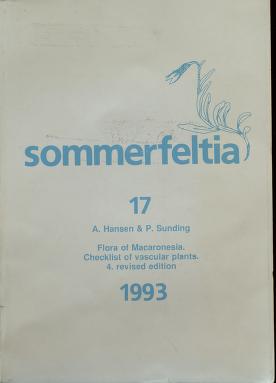 sommerfeltia
17
A. Hansen & P. Sunding
Flora of Macaronesia.
Checklist of vascular plants.
4. revised edition
1993